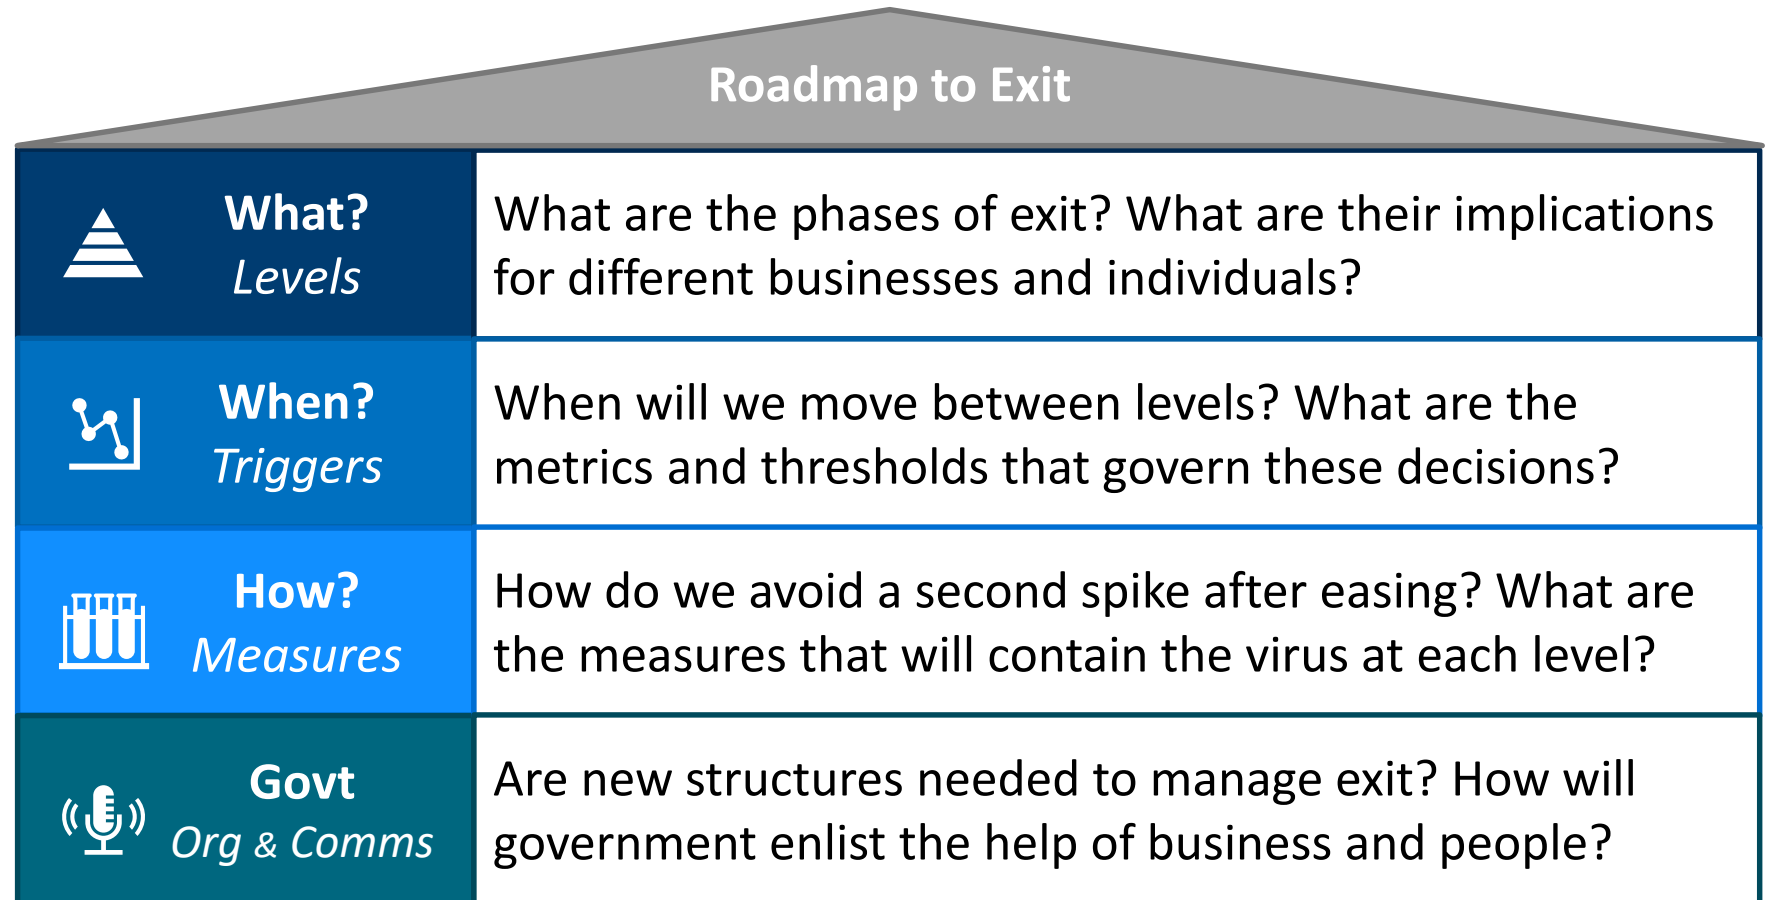 Roadmap to Exit
What?
Levels
What are the phases of exit? What are their implications
for different businesses and individuals?
When?
Triggers
When will we move between levels? What are the
metrics and thresholds that govern these decisions?
How?
Measures
How do we avoid a second spike after easing? What are
the measures that will contain the virus at each level?
Govt
Org & Comms
Are new structures needed to manage exit? How will
government enlist the help of business and people?